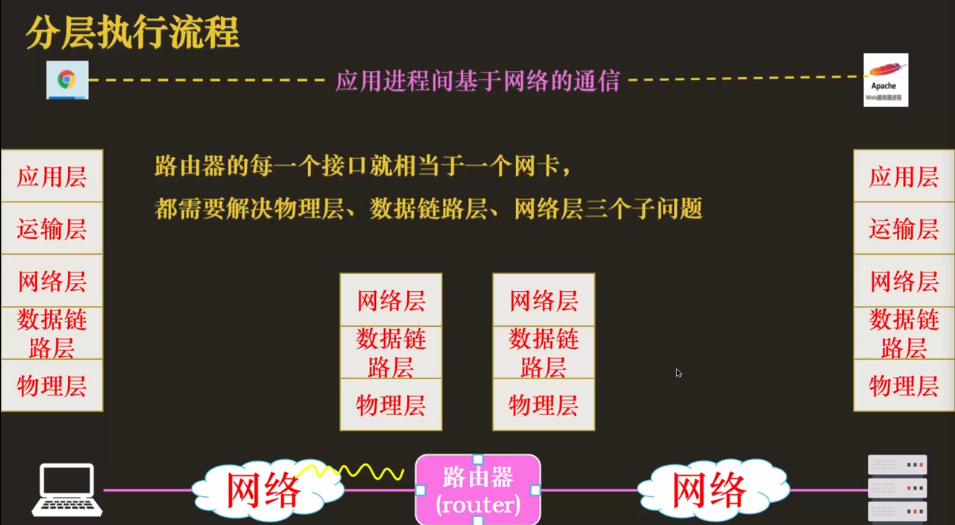 分层执行流程
应用进程间基于网络的通信
Apache
Web服务器进程
路由器的每一个接口就相当于一个网卡，
都需要解决物理层、数据链路层、网络层三个子问题
应用层
运输层
网络层
数据链
路层
物理层
网络层
数据链
路层
物理层
网络层
数据链
路层
物理层
应用层
运输层
网络层
数据链
路层
物理层
网络
路由器
(router)
网络